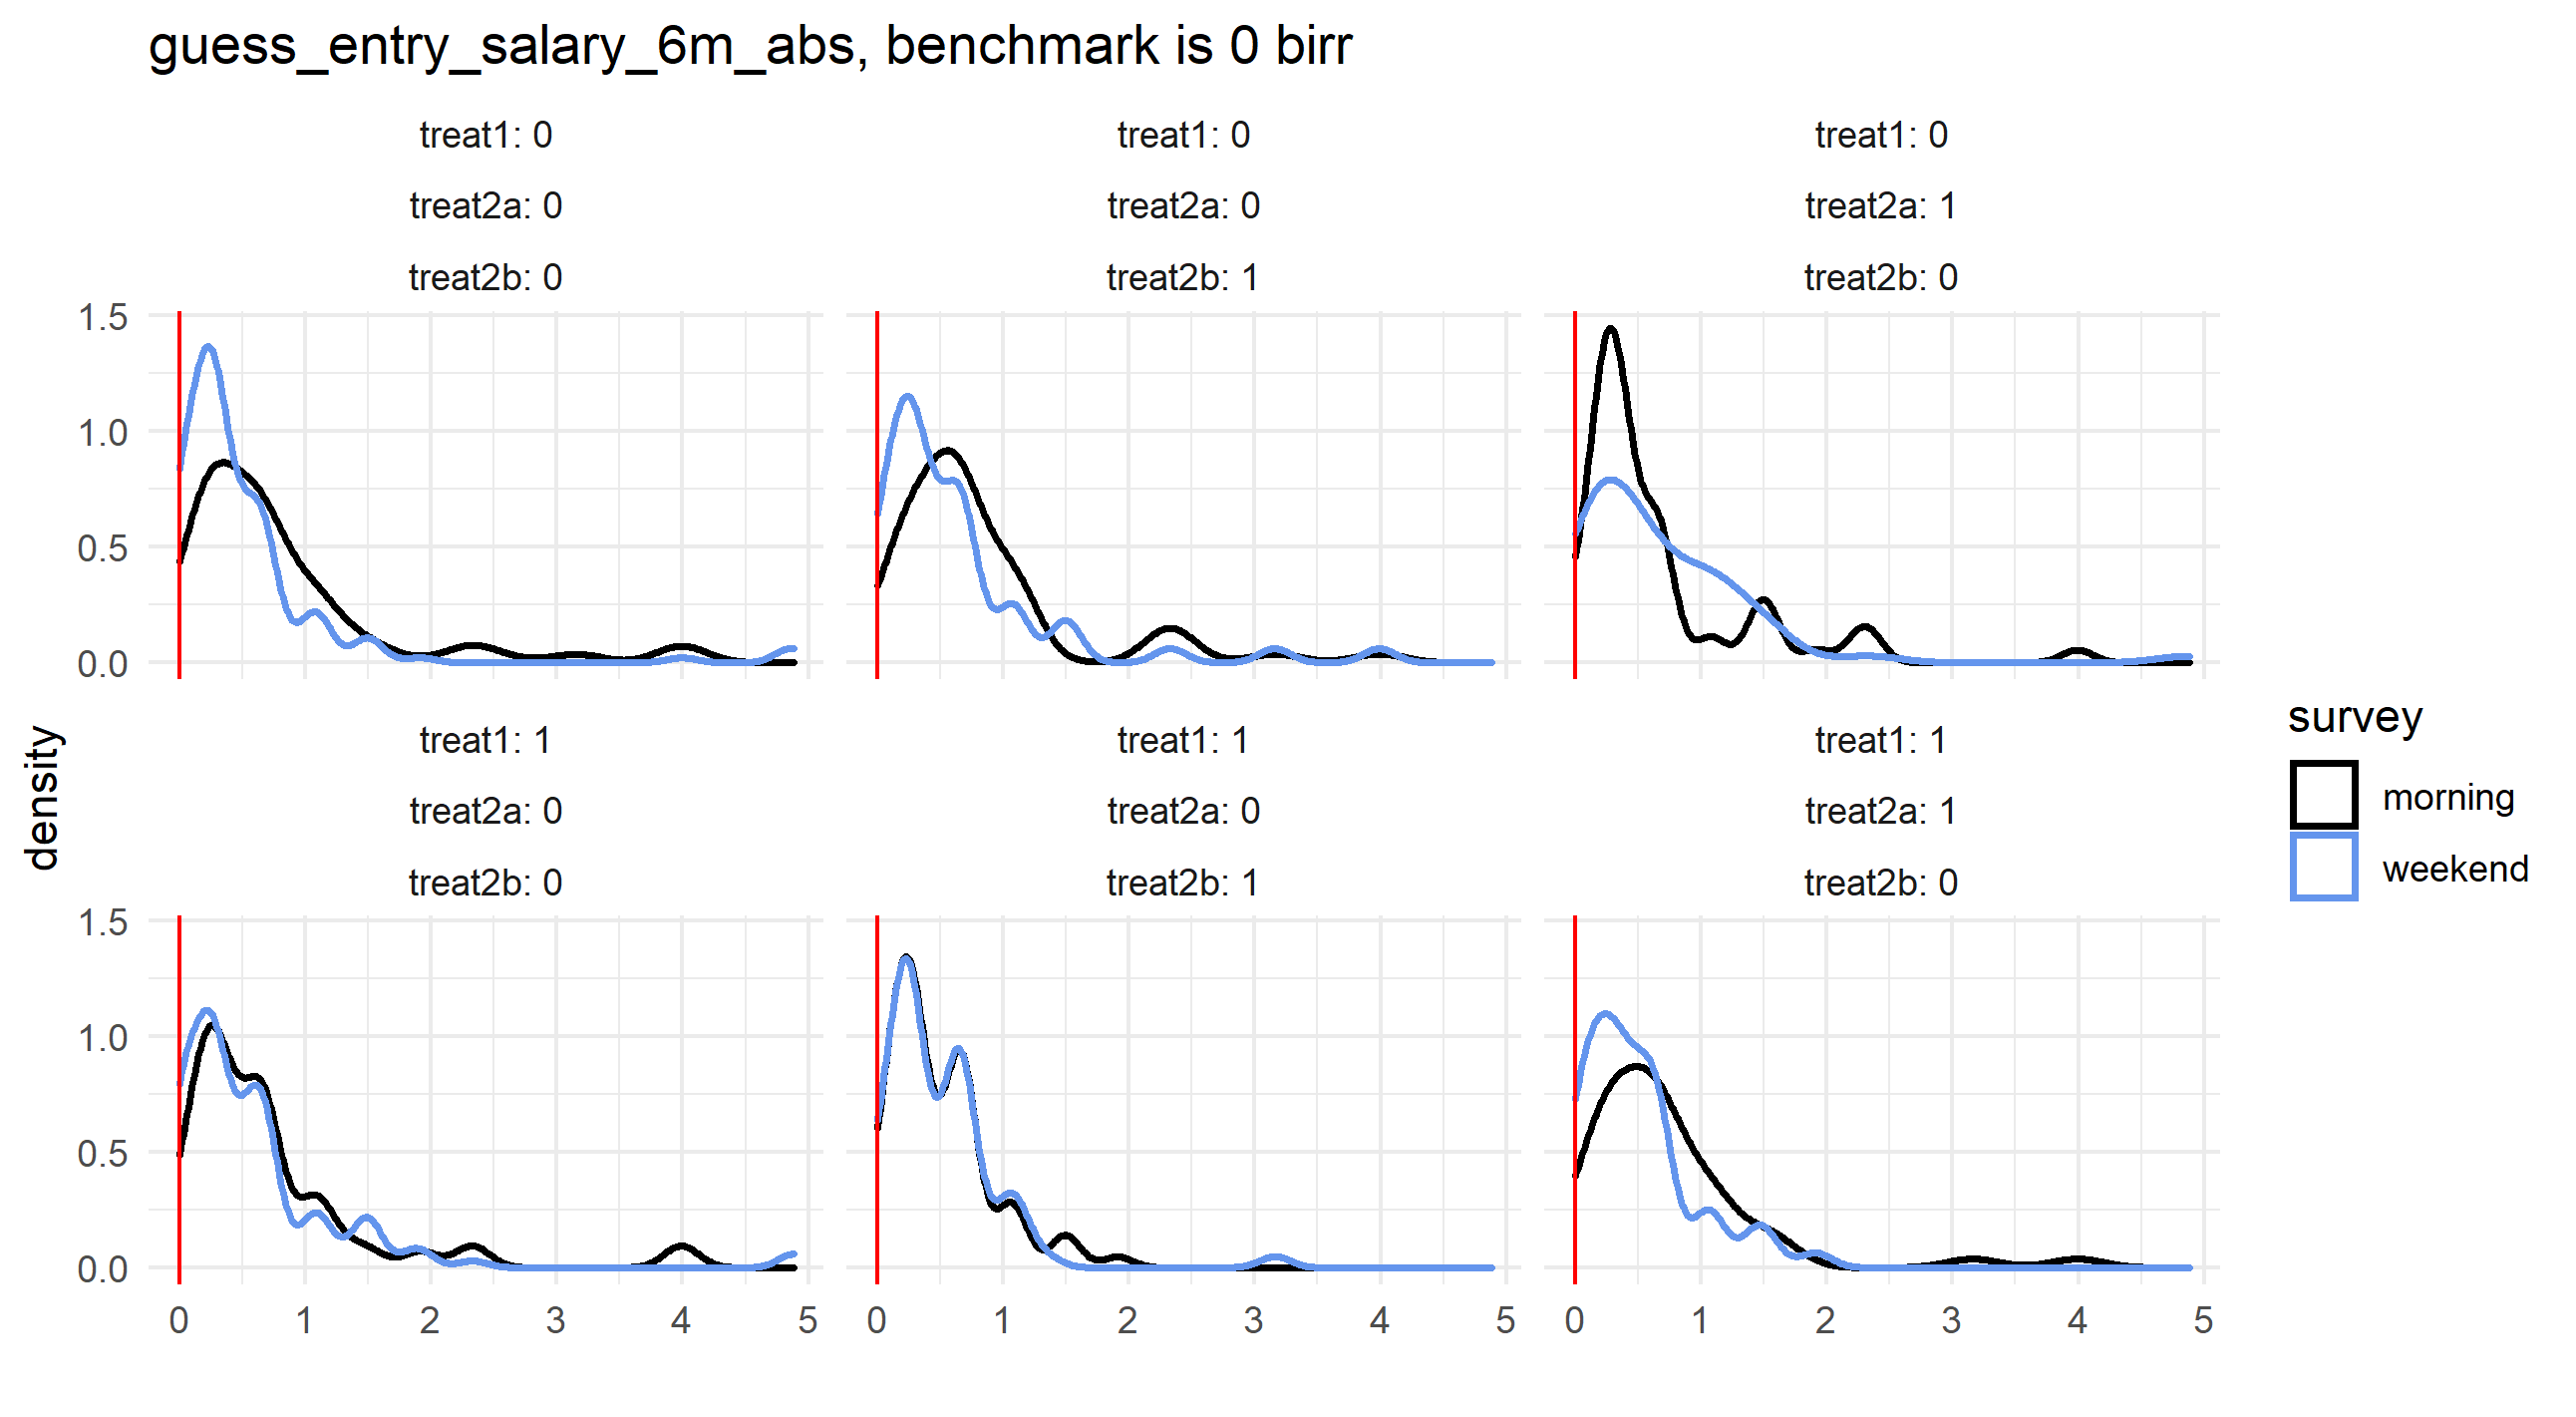 guess_entry_salary_6m_abs, benchmark is 0 birr
treat1: 0
treat2a: 0
treat2b: 0
treat1: 0
treat2a: 0
treat2b: 1
treat1: 0
treat2a: 1
treat2b: 0
1.5
1.0
0.5
0.0
density
treat1: 1
treat2a: 0
treat2b: 0
treat1: 1
treat2a: 0
treat2b: 1
treat1: 1
treat2a: 1
treat2b: 0
1.5
1.0
0.5
0.0
0 1 2 3 4 5
0 1 2 3 4 5
0 1 2 3 4 5
survey
morning
weekend